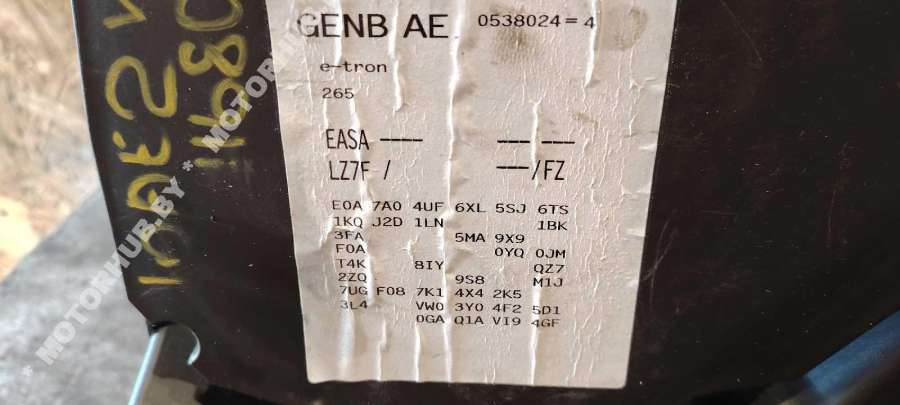 GENB AE 0538024=4
e-tron
265
EASA ---- --- ---
LZ7F / ---/FZ
E0A 7A0 4UF 6XL 5SJ 6TS
1KQ J2D 1LN 1BK
3FA 5MA 9X9
F0A 0YQ 0JM
T4K 8IY QZ7
2ZQ 9S8 M1J
7UG F08 7K1 4X4 2K5
3L4 VW0 3Y0 4F2 5D1
0GA Q1A VI9 4GF
MOTORHUB.BY * MOTORHUB
* MOTORHUB